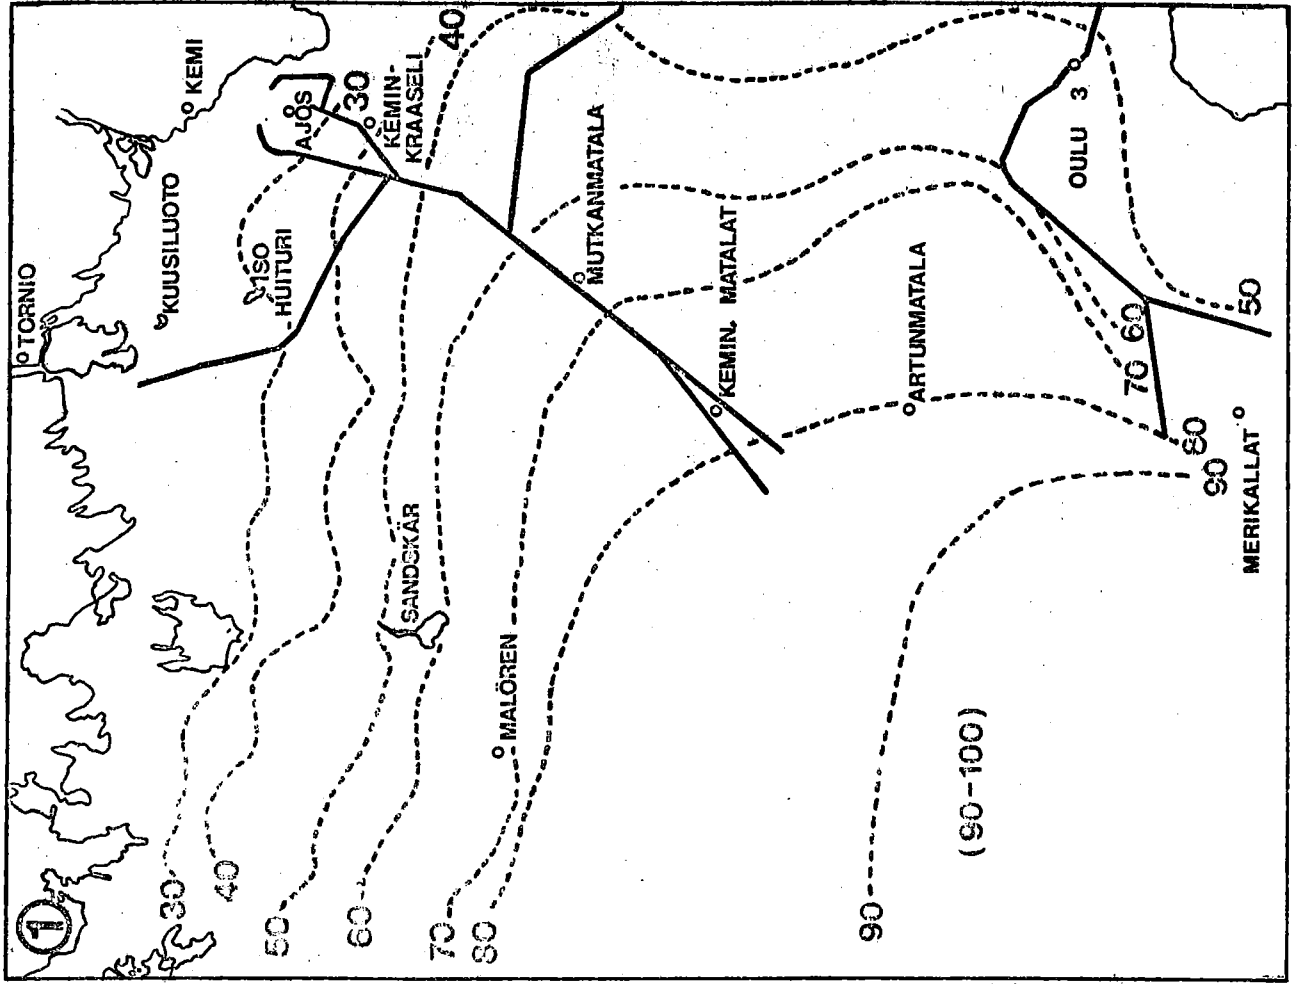 1
TORNIO
30
KUUSILUOTO
KEMI
40
50
ISO
HUITURI
AJOS
60
30
KEMIN-
KRAASELI
SANDSKÄR
70
40
80
MALÖREN
MUTKANMATALA
KEMIN. MATALAT
90
ARTUNMATALA
(90-100)
OULU 3
70
60
80
90
MERIKALLAT
50